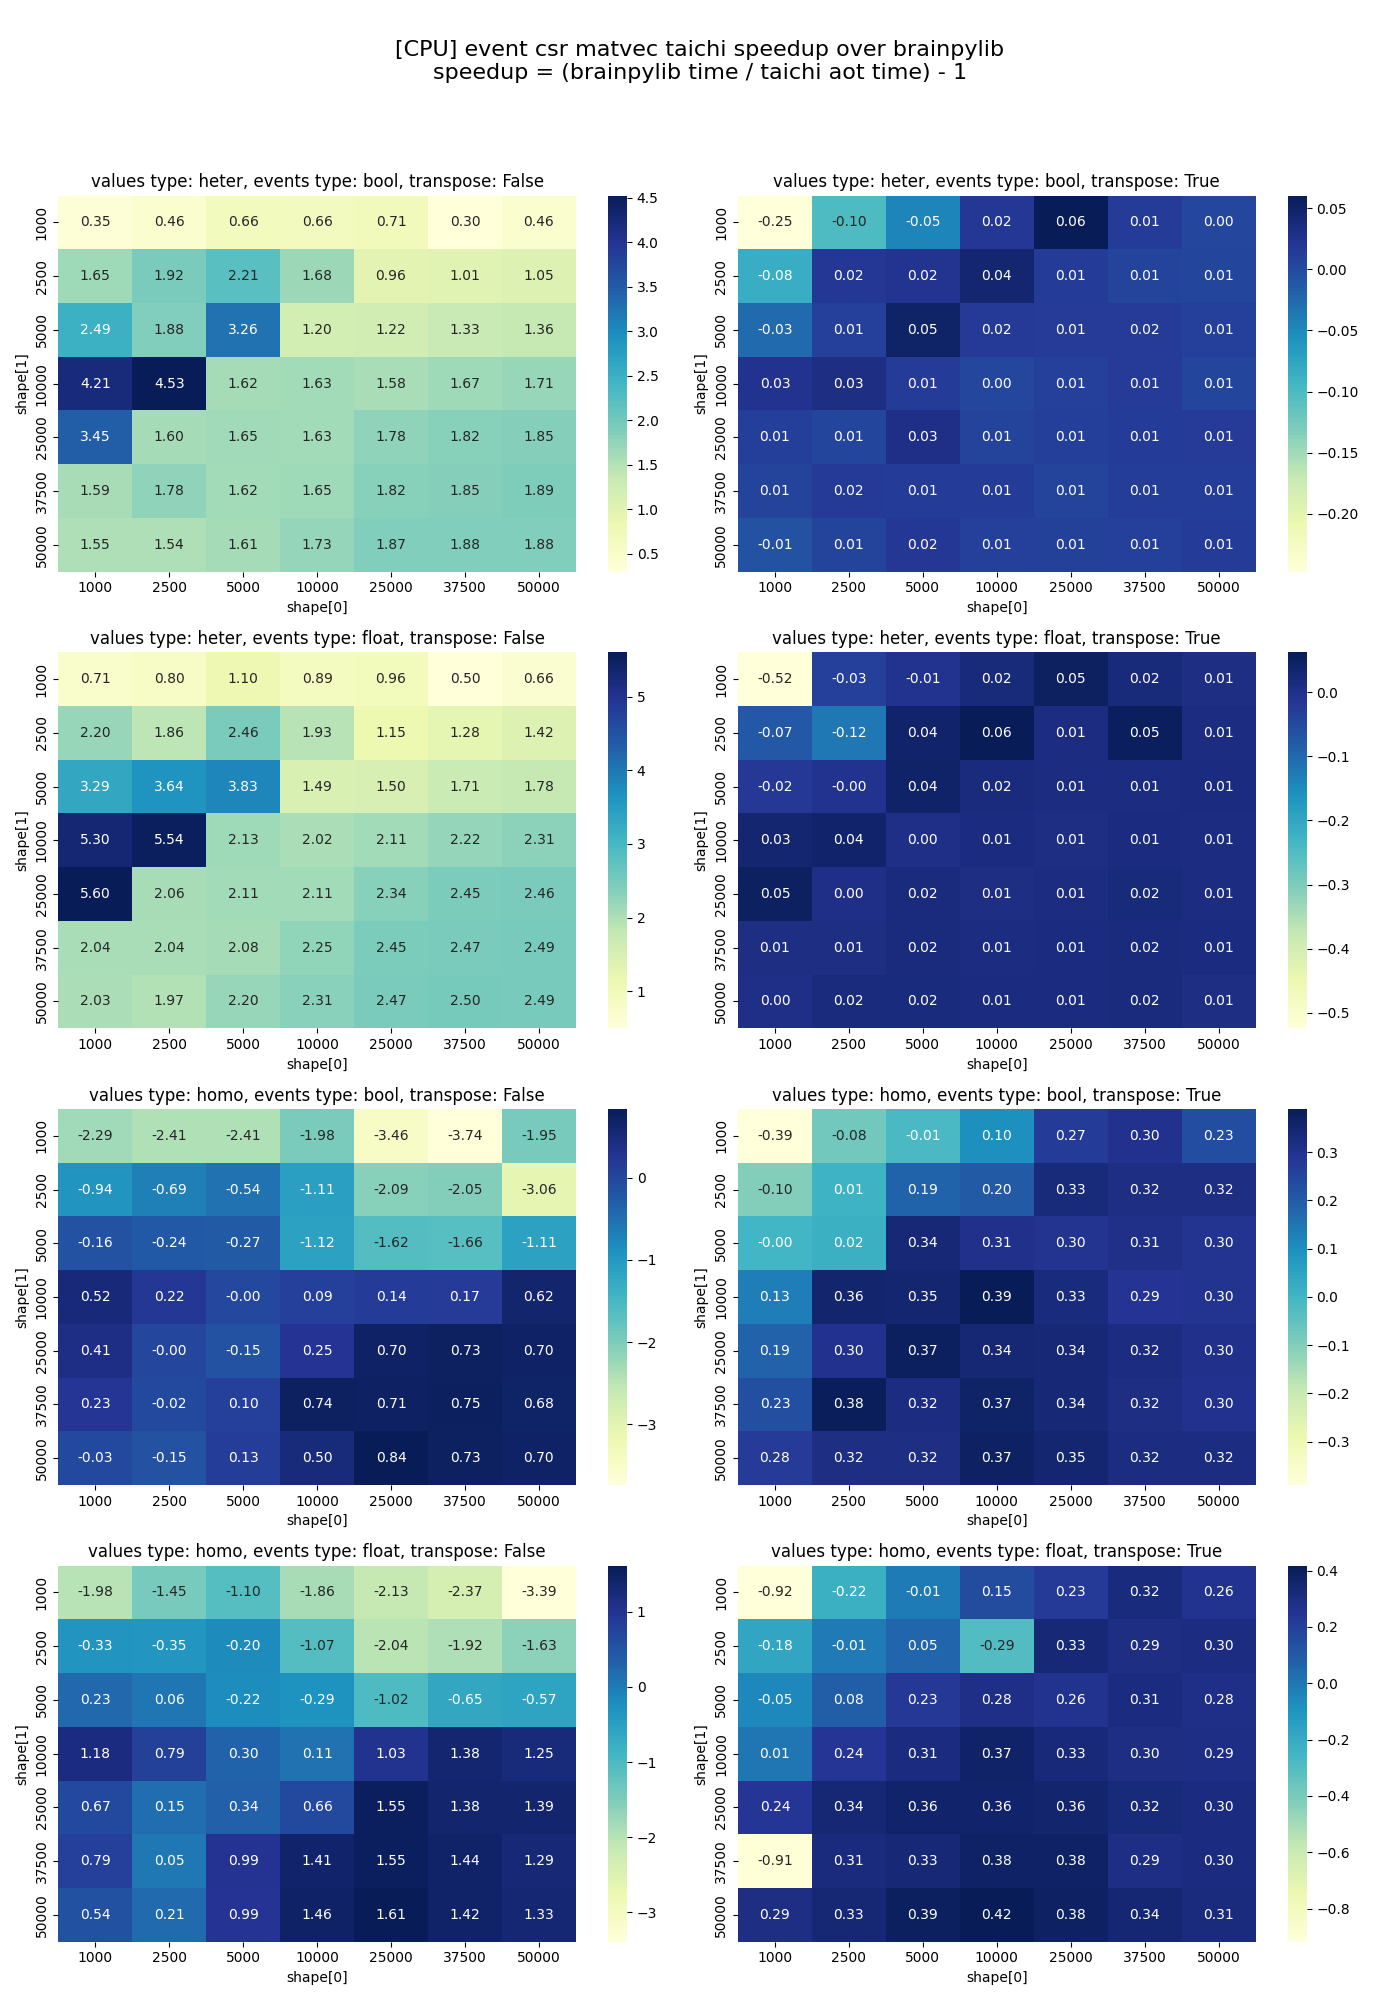 [CPU] event csr matvec taichi speedup over brainpylib
speedup = (brainpylib time / taichi aot time) - 1
values type: heter, events type: bool, transpose: False
shape[1]
1000 0.35 0.46 0.66 0.66 0.71 0.30 0.46
2500 1.65 1.92 2.21 1.68 0.96 1.01 1.05
5000 2.49 1.88 3.26 1.20 1.22 1.33 1.36
10000 4.21 4.53 1.62 1.63 1.58 1.67 1.71
25000 3.45 1.60 1.65 1.63 1.78 1.82 1.85
37500 1.59 1.78 1.62 1.65 1.82 1.85 1.89
50000 1.55 1.54 1.61 1.73 1.87 1.88 1.88
1000 2500 5000 10000 25000 37500 50000
shape[0]
4.5
4.0
3.5
3.0
2.5
2.0
1.5
1.0
0.5
values type: heter, events type: bool, transpose: True
shape[1]
1000 -0.25 -0.10 -0.05 0.02 0.06 0.01 0.00
2500 -0.08 0.02 0.02 0.04 0.01 0.01 0.01
5000 -0.03 0.01 0.05 0.02 0.01 0.02 0.01
10000 0.03 0.03 0.01 0.00 0.01 0.01 0.01
25000 0.01 0.01 0.03 0.01 0.01 0.01 0.01
37500 0.01 0.02 0.01 0.01 0.01 0.01 0.01
50000 -0.01 0.01 0.02 0.01 0.01 0.01 0.01
1000 2500 5000 10000 25000 37500 50000
shape[0]
0.05
0.00
−0.05
−0.10
−0.15
−0.20
values type: heter, events type: float, transpose: False
shape[1]
1000 0.71 0.80 1.10 0.89 0.96 0.50 0.66
2500 2.20 1.86 2.46 1.93 1.15 1.28 1.42
5000 3.29 3.64 3.83 1.49 1.50 1.71 1.78
10000 5.30 5.54 2.13 2.02 2.11 2.22 2.31
25000 5.60 2.06 2.11 2.11 2.34 2.45 2.46
37500 2.04 2.04 2.08 2.25 2.45 2.47 2.49
50000 2.03 1.97 2.20 2.31 2.47 2.50 2.49
1000 2500 5000 10000 25000 37500 50000
shape[0]
5
4
3
2
1
values type: heter, events type: float, transpose: True
shape[1]
1000 -0.52 -0.03 -0.01 0.02 0.05 0.02 0.01
2500 -0.07 -0.12 0.04 0.06 0.01 0.05 0.01
5000 -0.02 -0.00 0.04 0.02 0.01 0.01 0.01
10000 0.03 0.04 0.00 0.01 0.01 0.01 0.01
25000 0.05 0.00 0.02 0.01 0.01 0.02 0.01
37500 0.01 0.01 0.02 0.01 0.01 0.02 0.01
50000 0.00 0.02 0.02 0.01 0.01 0.02 0.01
1000 2500 5000 10000 25000 37500 50000
shape[0]
0.0
−0.1
−0.2
−0.3
−0.4
−0.5
values type: homo, events type: bool, transpose: False
shape[1]
1000 -2.29 -2.41 -2.41 -1.98 -3.46 -3.74 -1.95
2500 -0.94 -0.69 -0.54 -1.11 -2.09 -2.05 -3.06
5000 -0.16 -0.24 -0.27 -1.12 -1.62 -1.66 -1.11
10000 0.52 0.22 -0.00 0.09 0.14 0.17 0.62
25000 0.41 -0.00 -0.15 0.25 0.70 0.73 0.70
37500 0.23 -0.02 0.10 0.74 0.71 0.75 0.68
50000 -0.03 -0.15 0.13 0.50 0.84 0.73 0.70
1000 2500 5000 10000 25000 37500 50000
shape[0]
0
−1
−2
−3
values type: homo, events type: bool, transpose: True
shape[1]
1000 -0.39 -0.08 -0.01 0.10 0.27 0.30 0.23
2500 -0.10 0.01 0.19 0.20 0.33 0.32 0.32
5000 -0.00 0.02 0.34 0.31 0.30 0.31 0.30
10000 0.13 0.36 0.35 0.39 0.33 0.29 0.30
25000 0.19 0.30 0.37 0.34 0.34 0.32 0.30
37500 0.23 0.38 0.32 0.37 0.34 0.32 0.30
50000 0.28 0.32 0.32 0.37 0.35 0.32 0.32
1000 2500 5000 10000 25000 37500 50000
shape[0]
0.3
0.2
0.1
0.0
−0.1
−0.2
−0.3
values type: homo, events type: float, transpose: False
shape[1]
1000 -1.98 -1.45 -1.10 -1.86 -2.13 -2.37 -3.39
2500 -0.33 -0.35 -0.20 -1.07 -2.04 -1.92 -1.63
5000 0.23 0.06 -0.22 -0.29 -1.02 -0.65 -0.57
10000 1.18 0.79 0.30 0.11 1.03 1.38 1.25
25000 0.67 0.15 0.34 0.66 1.55 1.38 1.39
37500 0.79 0.05 0.99 1.41 1.55 1.44 1.29
50000 0.54 0.21 0.99 1.46 1.61 1.42 1.33
1000 2500 5000 10000 25000 37500 50000
shape[0]
1
0
−1
−2
−3
values type: homo, events type: float, transpose: True
shape[1]
1000 -0.92 -0.22 -0.01 0.15 0.23 0.32 0.26
2500 -0.18 -0.01 0.05 -0.29 0.33 0.29 0.30
5000 -0.05 0.08 0.23 0.28 0.26 0.31 0.28
10000 0.01 0.24 0.31 0.37 0.33 0.30 0.29
25000 0.24 0.34 0.36 0.36 0.36 0.32 0.30
37500 -0.91 0.31 0.33 0.38 0.38 0.29 0.30
50000 0.29 0.33 0.39 0.42 0.38 0.34 0.31
1000 2500 5000 10000 25000 37500 50000
shape[0]
0.4
0.2
0.0
−0.2
−0.4
−0.6
−0.8